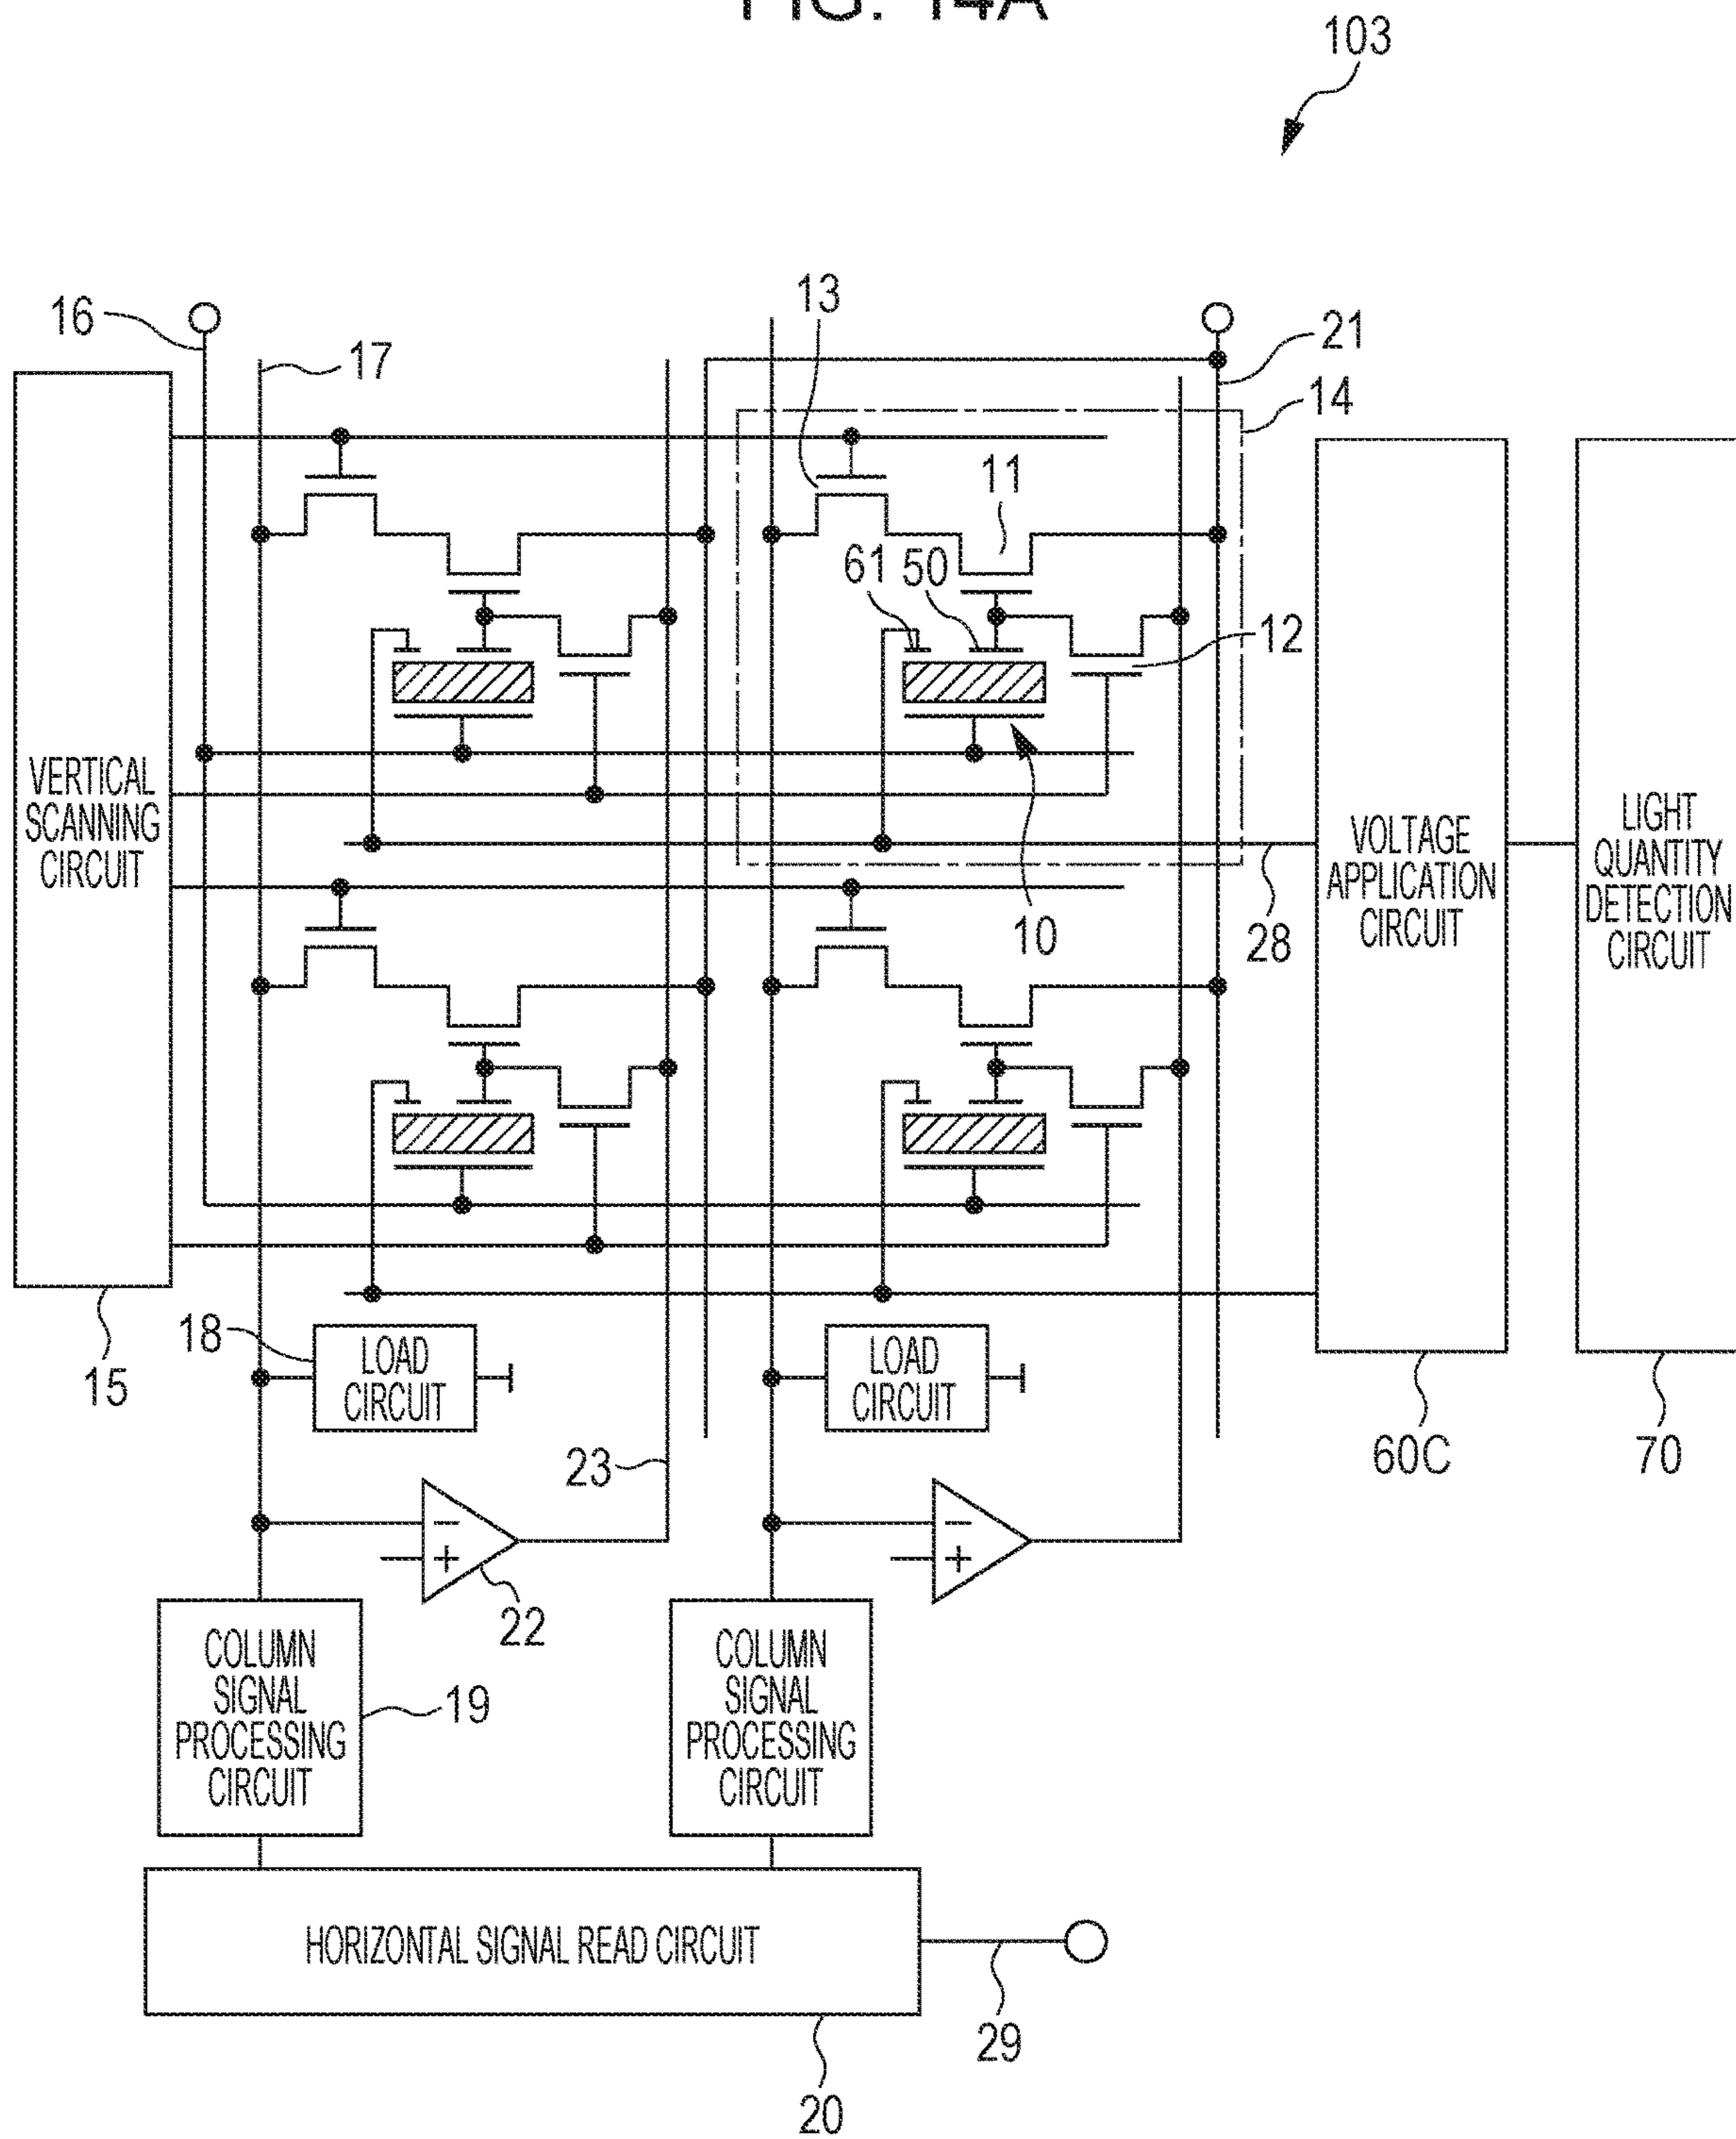 FIG. 14A
103
16
17
13
21
14
11
61
50
12
VERTICAL
SCANNING
CIRCUIT
VOLTAGE
APPLICATION
CIRCUIT
LIGHT
QUANTITY
DETECTION
CIRCUIT
10
28
15
18
LOAD
CIRCUIT
LOAD
CIRCUIT
60C
70
23
−
+
−
+
22
COLUMN
SIGNAL
PROCESSING
CIRCUIT
19
COLUMN
SIGNAL
PROCESSING
CIRCUIT
HORIZONTAL SIGNAL READ CIRCUIT
29
20